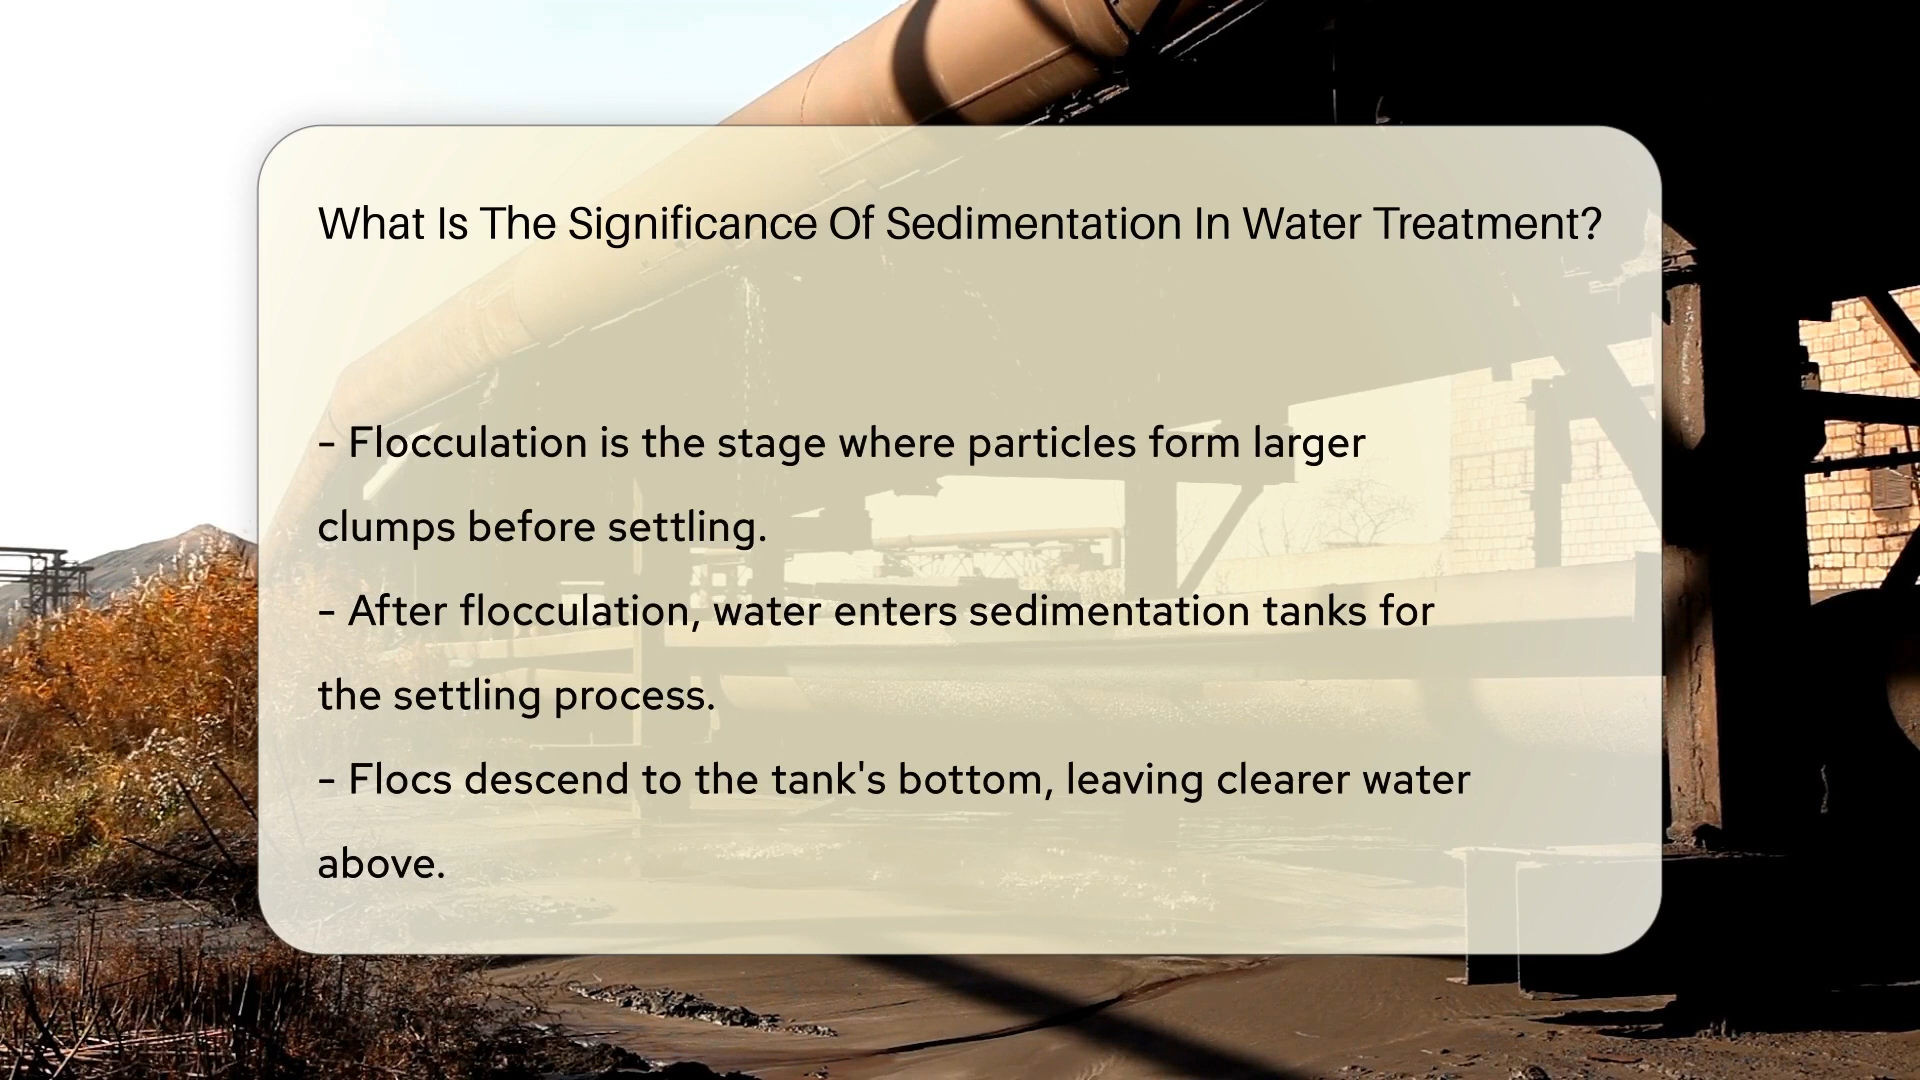 What Is The Significance Of Sedimentation In Water Treatment?
- Flocculation is the stage where particles form larger
clumps before settling.
- After flocculation, water enters sedimentation tanks for
the settling process.
- Flocs descend to the tank's bottom, leaving clearer water
above.